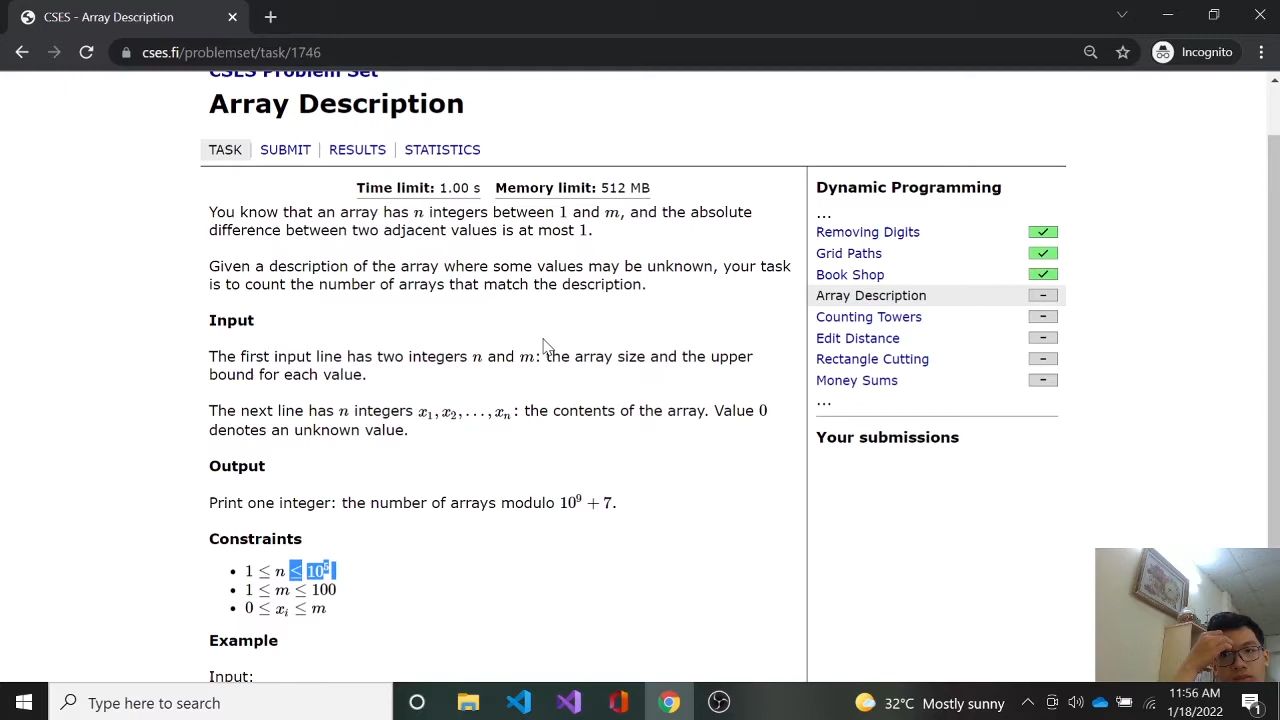 CSES - Array Description
cses.fi/problemset/task/1746
Incognito
CSES Problem Set
Array Description
TASK | SUBMIT | RESULTS | STATISTICS
Time limit: 1.00 s Memory limit: 512 MB
You know that an array has n integers between 1 and m, and the absolute
difference between two adjacent values is at most 1.
Given a description of the array where some values may be unknown, your task
is to count the number of arrays that match the description.
Input
The first input line has two integers n and m: the array size and the upper
bound for each value.
The next line has n integers x₁, x₂, …, xₙ: the contents of the array. Value 0
denotes an unknown value.
Output
Print one integer: the number of arrays modulo 10⁹ + 7.
Constraints
• 1 ≤ n ≤ 10⁵
• 1 ≤ m ≤ 100
• 0 ≤ xᵢ ≤ m
Example
Input:
Dynamic Programming
...
Removing Digits
Grid Paths
Book Shop
Array Description –
Counting Towers –
Edit Distance –
Rectangle Cutting –
Money Sums –
...
Your submissions
Type here to search
32°C Mostly sunny
11:56 AM
1/18/2022
1